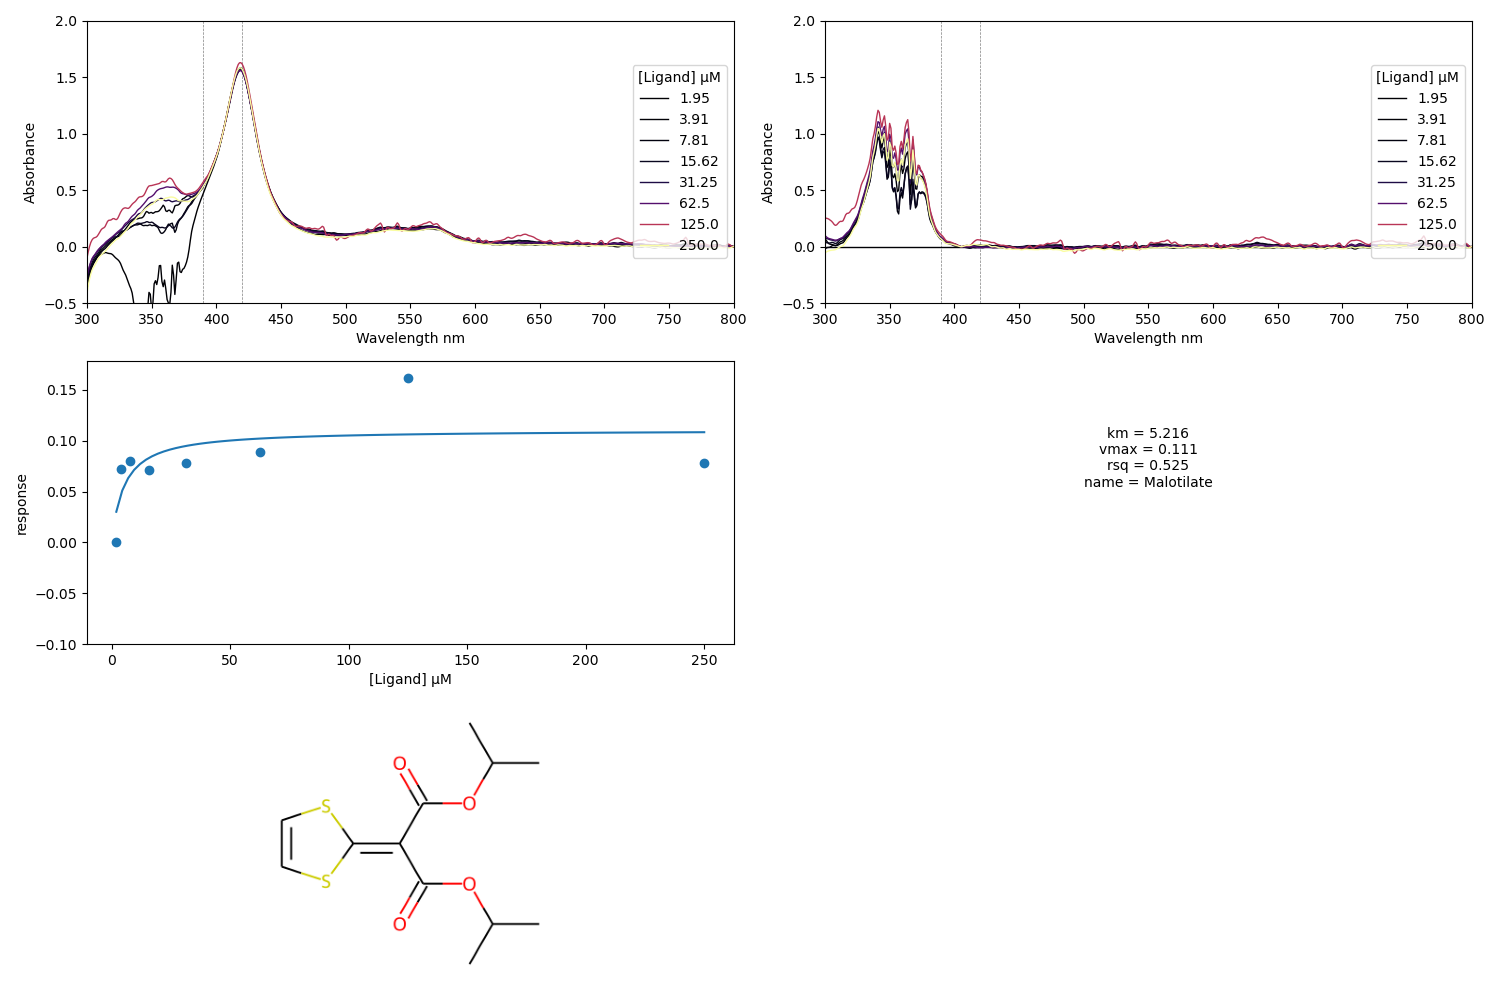 2.0
1.5
1.0
0.5
0.0
−0.5
Absorbance
300 350 400 450 500 550 600 650 700 750 800
Wavelength nm
[Ligand] µM
1.95
3.91
7.81
15.62
31.25
62.5
125.0
250.0
2.0
1.5
1.0
0.5
0.0
−0.5
Absorbance
300 350 400 450 500 550 600 650 700 750 800
Wavelength nm
[Ligand] µM
1.95
3.91
7.81
15.62
31.25
62.5
125.0
250.0
0.15
0.10
0.05
0.00
−0.05
−0.10
response
0 50 100 150 200 250
[Ligand] µM
km = 5.216
vmax = 0.111
rsq = 0.525
name = Malotilate
O
O
S
S
O
O